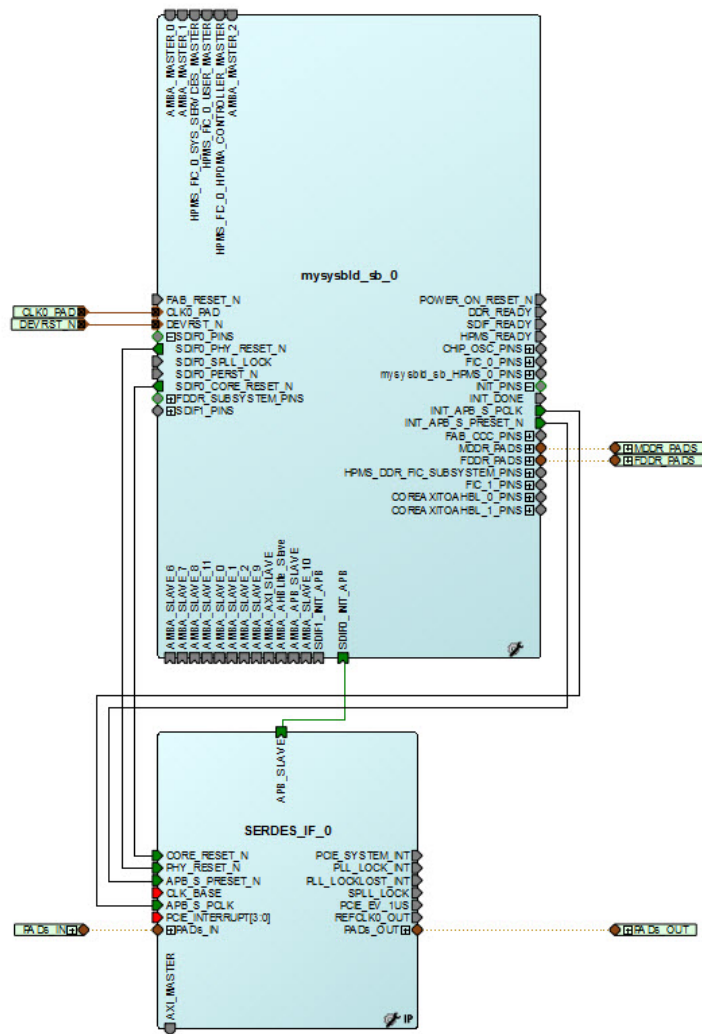 AMBA_MASTER_0
AMBA_MASTER_1
HPMS_FIC_0_SYS_SERVICES_MASTER
HPMS_FIC_0_USER_MASTER
HPMS_FIC_0_HPDMA_CONTROLLER_MASTER
AMBA_MASTER_2
mysysbld_sb_0
FAB_RESET_N
CLK0_PAD
CLK0_PAD
DEVRST_N
DEVRST_N
SDIF0_PINS
SDIF0_PHY_RESET_N
SDIF0_SPLL_LOCK
SDIF0_PERST_N
SDIF0_CORE_RESET_N
FDDR_SUBSYSTEM_PINS
SDIF1_PINS
POWER_ON_RESET_N
DDR_READY
SDIF_READY
HPMS_READY
CHIP_OSC_PINS
FIC_0_PINS
mysysbld_sb_HPMS_0_PINS
INIT_PINS
INIT_DONE
INIT_APB_S_PCLK
INIT_APB_S_PRESET_N
FAB_CCC_PINS
MDDR_PADS
MDDR_PADS
FDDR_PADS
FDDR_PADS
HPMS_DDR_FIC_SUBSYSTEM_PINS
FIC_1_PINS
COREAXITOAHBL_0_PINS
COREAXITOAHBL_1_PINS
AMBA_SLAVE_6
AMBA_SLAVE_7
AMBA_SLAVE_8
AMBA_SLAVE_11
AMBA_SLAVE_0
AMBA_SLAVE_1
AMBA_SLAVE_2
AMBA_SLAVE_9
AMBA_AXI_SLAVE
AMBA_AHBLite_Slave
AMBA_APB_SLAVE
AMBA_SLAVE_10
SDIF1_INIT_APB
SDIF0_INIT_APB
APB_SLAVE
SERDES_IF_0
CORE_RESET_N
PHY_RESET_N
APB_S_PRESET_N
CLK_BASE
APB_S_PCLK
PCIE_INTERRUPT[3:0]
PADs_IN
PADs_IN
PCIE_SYSTEM_INT
PLL_LOCK_INT
PLL_LOCKLOST_INT
SPLL_LOCK
PCIE_EV_1US
REFCLK0_OUT
PADs_OUT
PADs_OUT
AXI_MASTER
IP